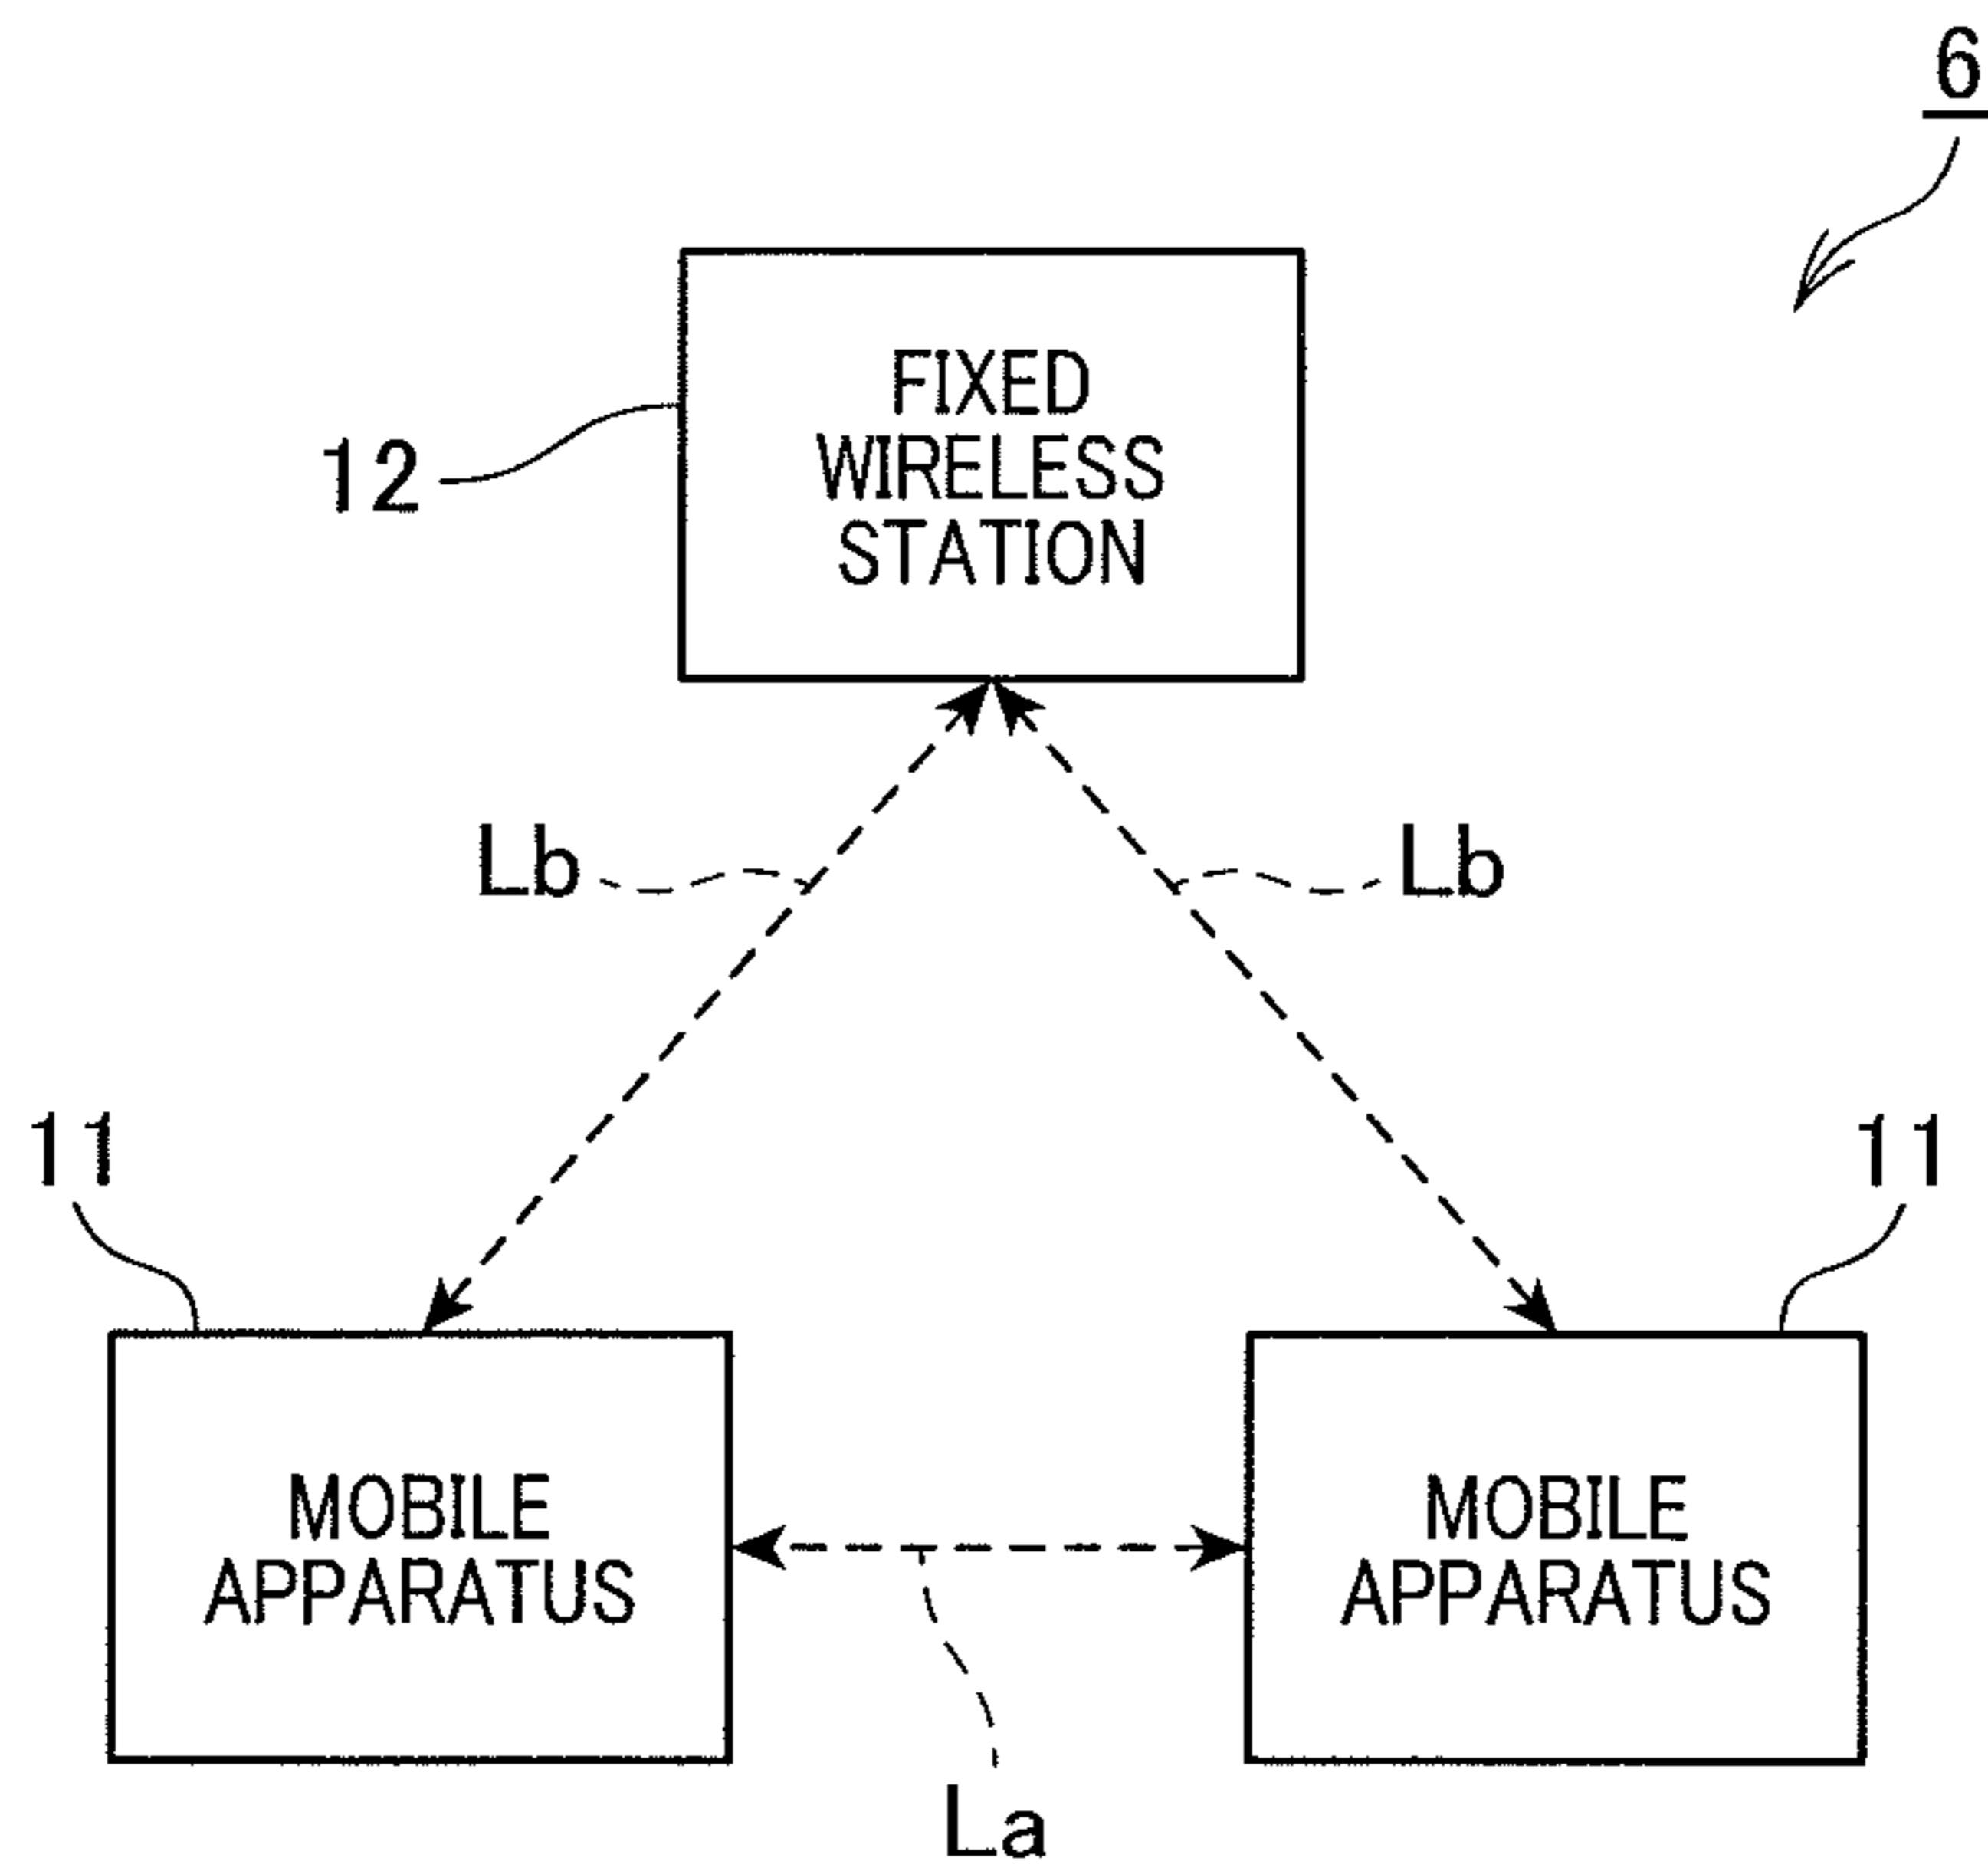 6
FIXED
WIRELESS
STATION
12
Lb
Lb
11
11
MOBILE
APPARATUS
MOBILE
APPARATUS
La